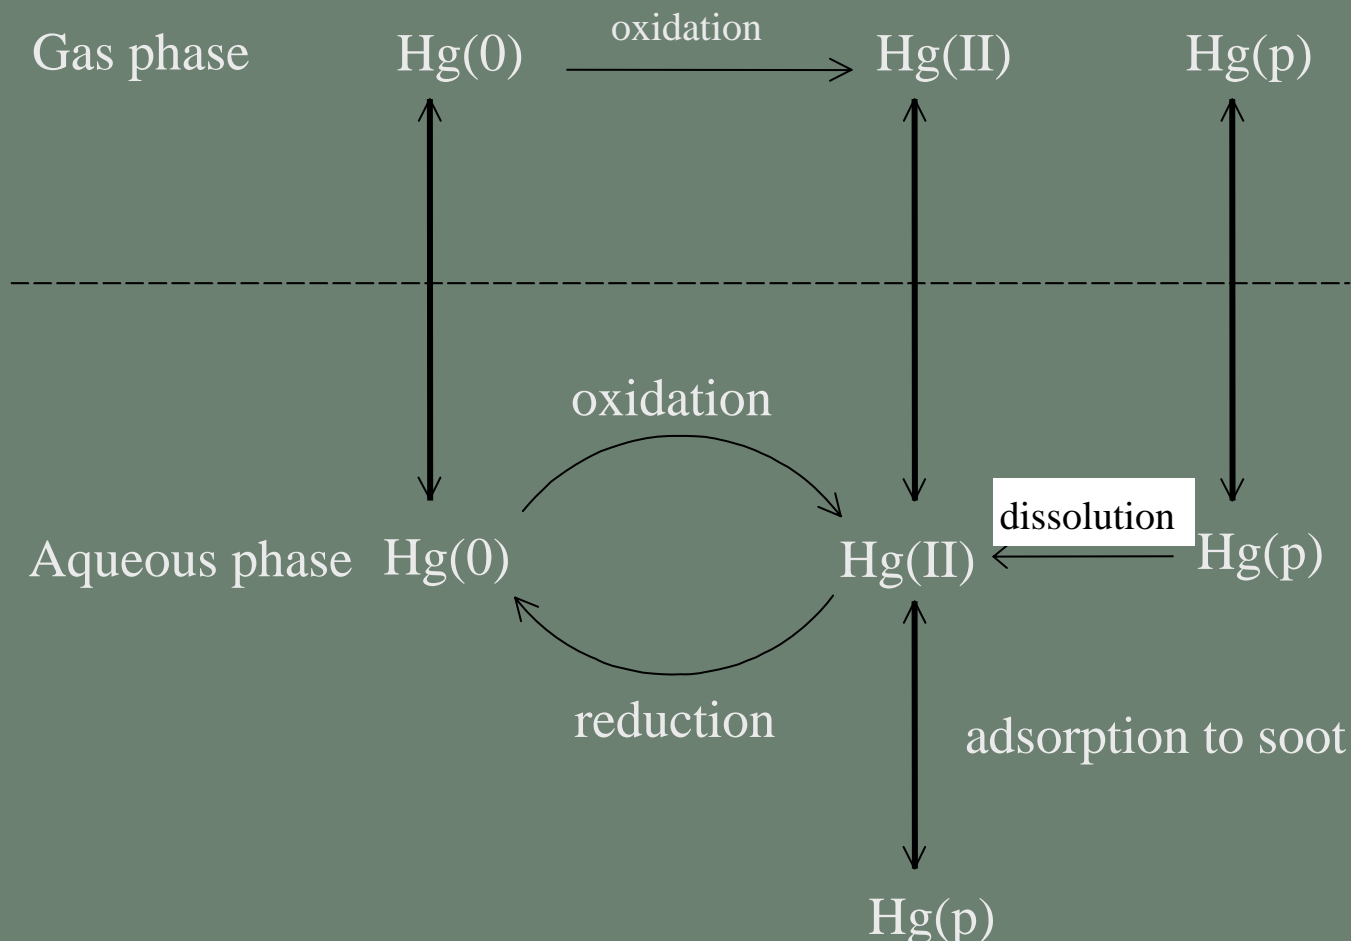 oxidation
Gas phase Hg(0) Hg(II) Hg(p)
oxidation
dissolution
Aqueous phase Hg(0) Hg(II) Hg(p)
reduction
adsorption to soot
Hg(p)